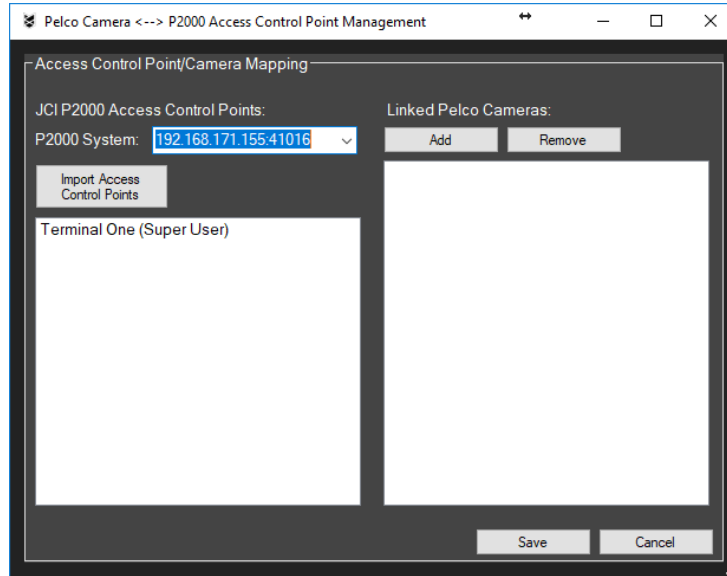 Pelco Camera <--> P2000 Access Control Point Management
Access Control Point/Camera Mapping
JCI P2000 Access Control Points:
P2000 System: 192.168.171.155:41016
Import Access
Control Points
Terminal One (Super User)
Linked Pelco Cameras:
Add Remove
Save Cancel